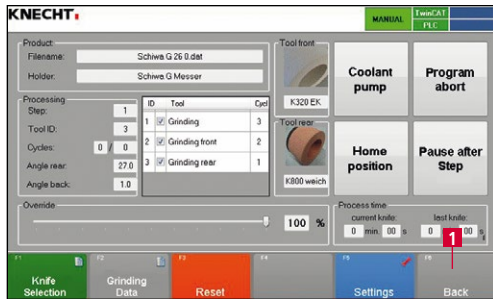 KNECHT.
MANUAL
TwinCAT
PLC
Product:
Filename:
Schiwa G 26 0.dat
Holder:
Schiwa G Messer
Tool front
K320 EK
Tool rear
K800 weich
Coolant pump
Program abort
Home position
Pause after Step
Processing
Step: 1
Tool ID: 3
Cycles: 0 / 0
Angle rear: 27.0
Angle back: 1.0
ID Tool Cycl
1 Grinding 3
2 Grinding front 2
3 Grinding rear 1
Override
100 %
Process time
current knife:
last knife:
0 min. 00 s
0 00 s
1
F1
Knife Selection
F2
Grinding Data
F3
Reset
F4
F5
Settings
F6
Back